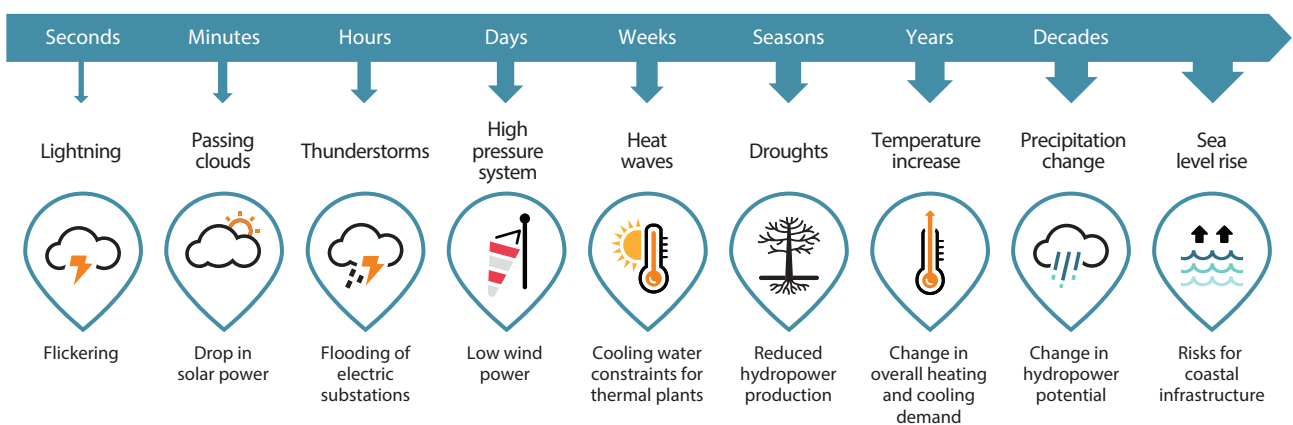 Seconds
Minutes
Hours
Days
Weeks
Seasons
Years
Decades
Lightning
Passing
clouds
Thunderstorms
High
pressure
system
Heat
waves
Droughts
Temperature
increase
Precipitation
change
Sea
level rise
Flickering
Drop in
solar power
Flooding of
electric
substations
Low wind
power
Cooling water
constraints for
thermal plants
Reduced
hydropower
production
Change in
overall heating
and cooling
demand
Change in
hydropower
potential
Risks for
coastal
infrastructure